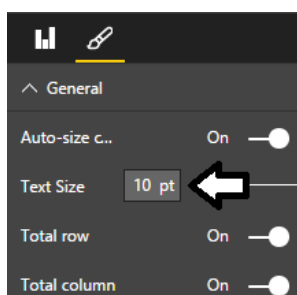 General
Auto-size c... On
Text Size 10 pt
Total row On
Total column On